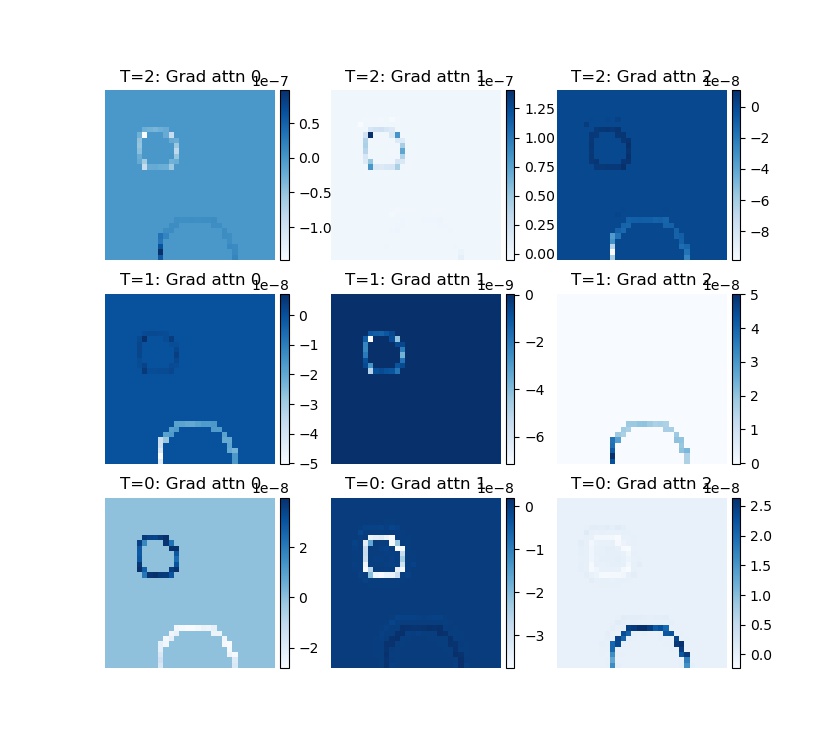 T=2: Grad attn 0
1e−7
0.5
0.0
−0.5
−1.0
T=2: Grad attn 1
1e−7
1.25
1.00
0.75
0.50
0.25
0.00
T=2: Grad attn 2
1e−8
0
−2
−4
−6
−8
T=1: Grad attn 0
1e−8
0
−1
−2
−3
−4
−5
T=1: Grad attn 1
1e−9
0
−2
−4
−6
T=1: Grad attn 2
1e−8
5
4
3
2
1
0
T=0: Grad attn 0
1e−8
2
0
−2
T=0: Grad attn 1
1e−8
0
−1
−2
−3
T=0: Grad attn 2
1e−8
2.5
2.0
1.5
1.0
0.5
0.0